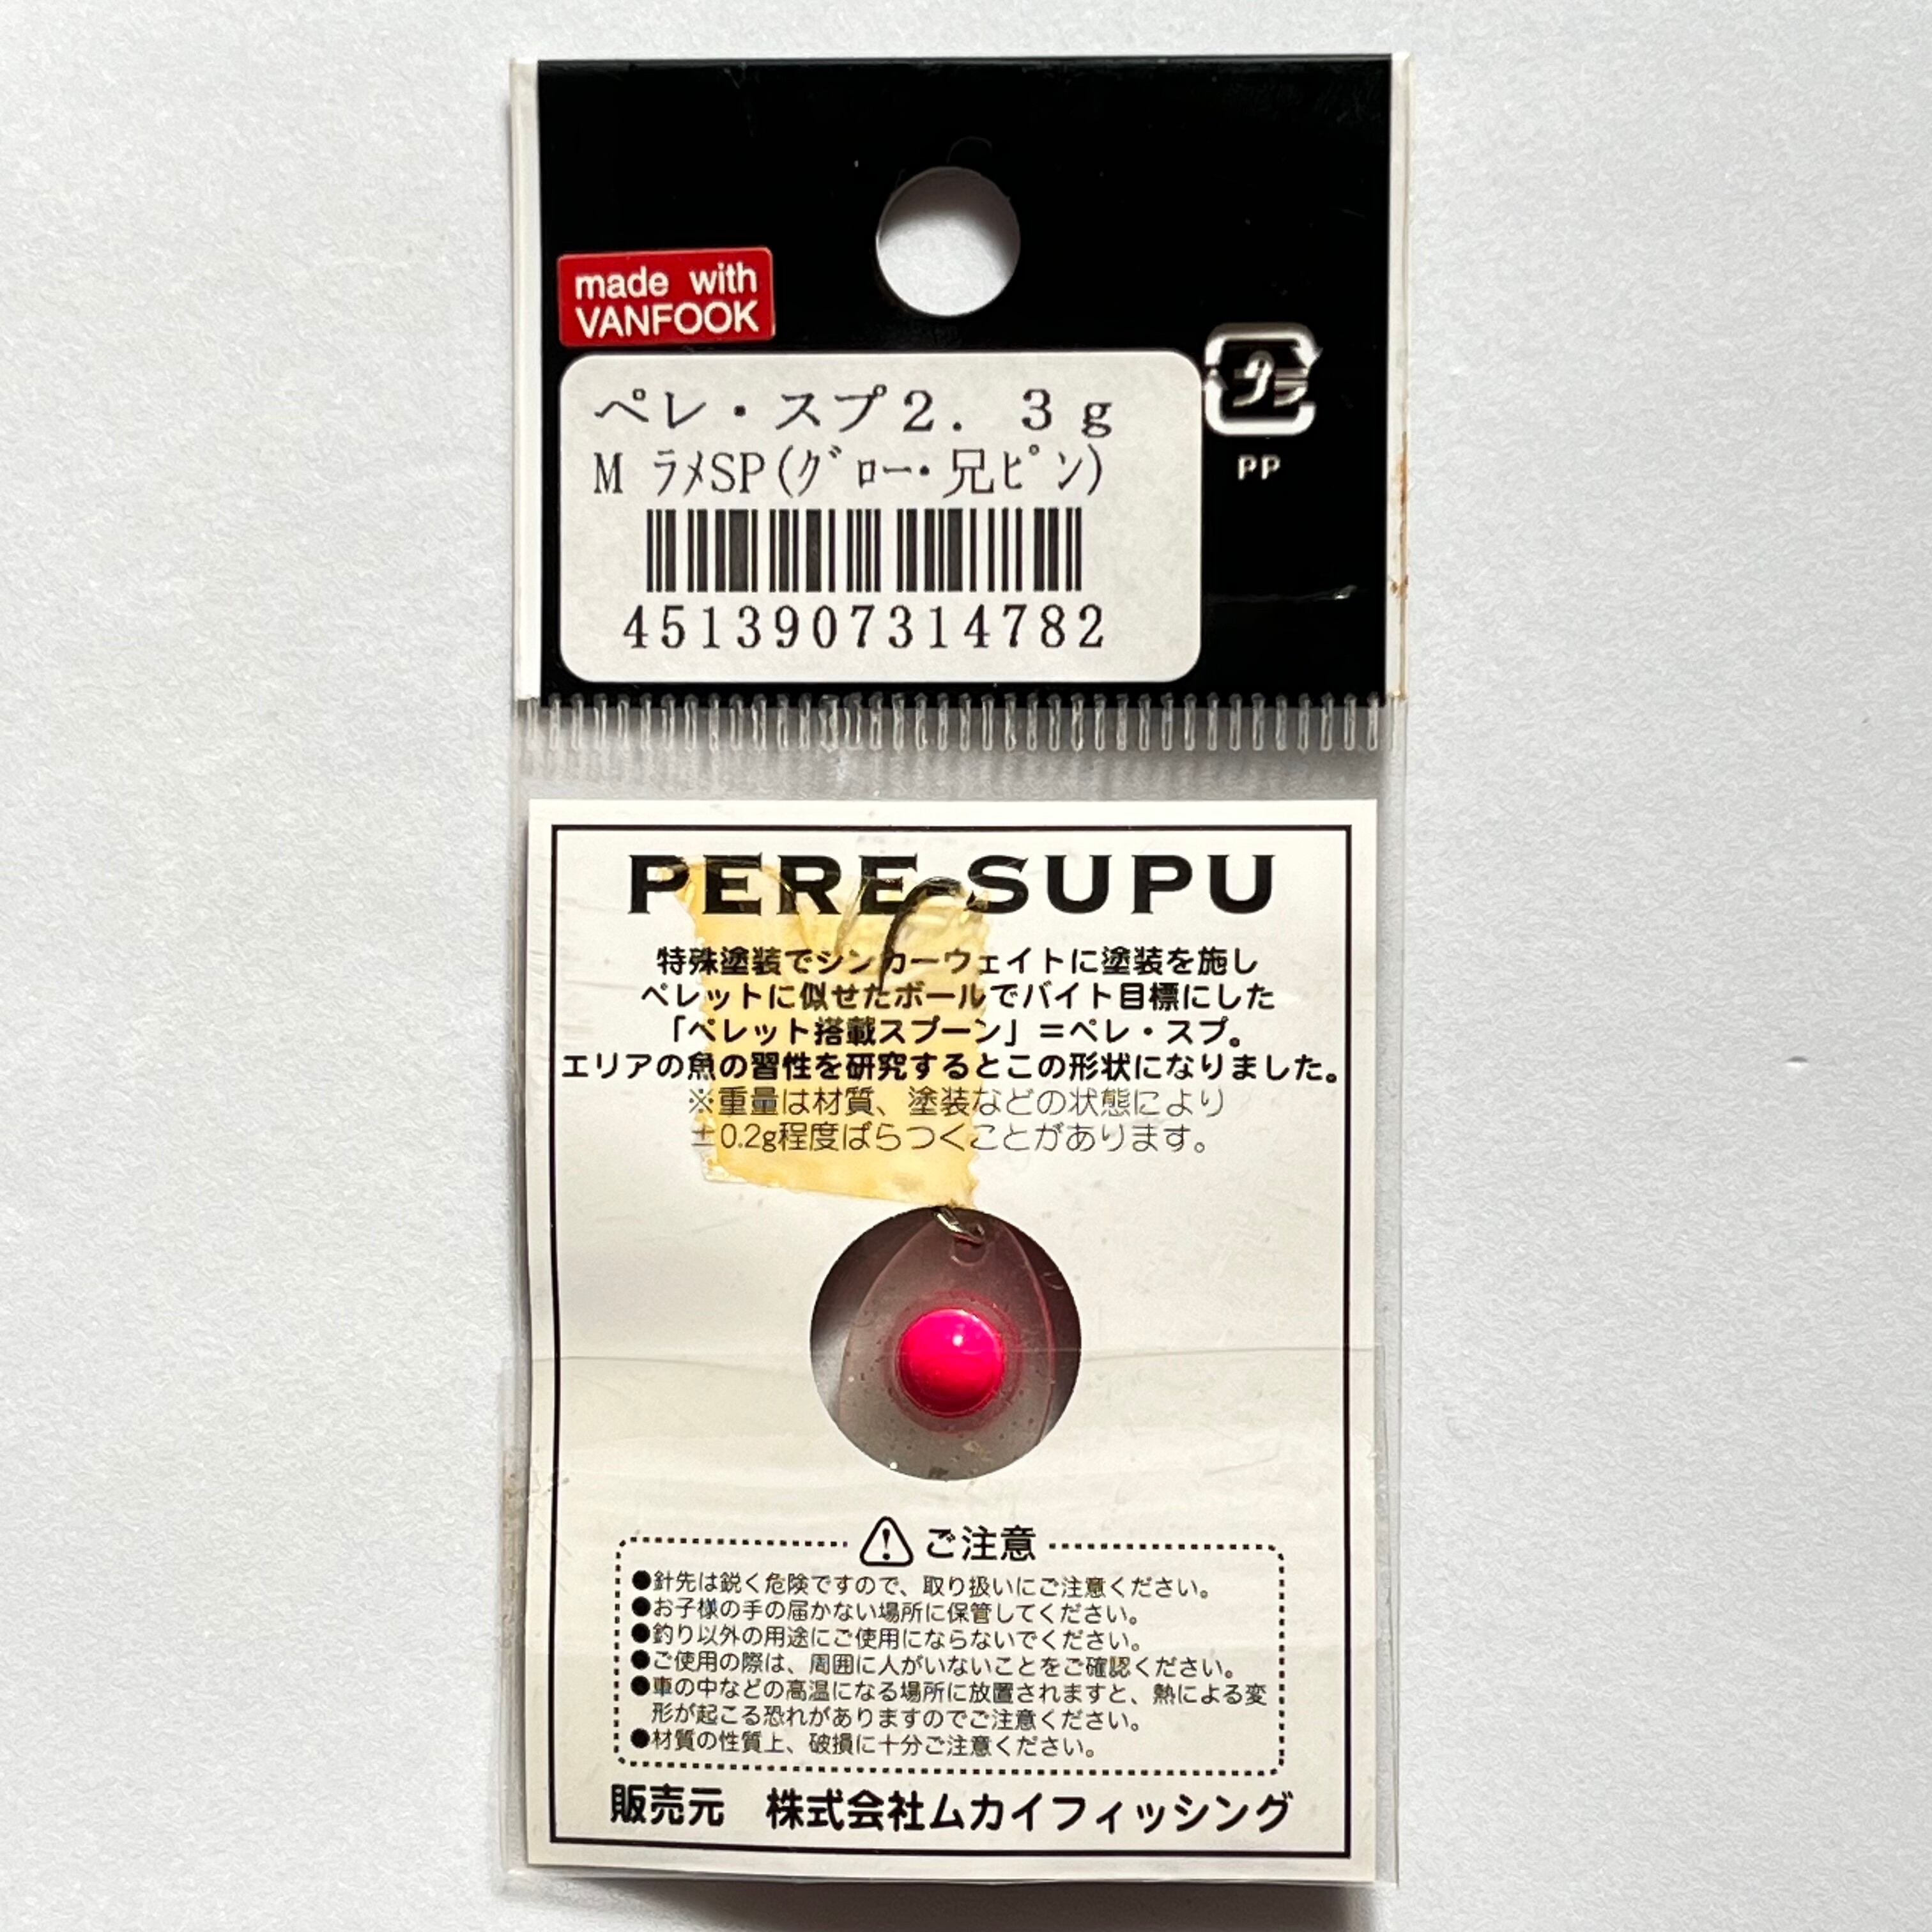 made with
VANFOOK
プラ
PP
ペレ・スプ2．3g
M ﾗﾒSP(ｸﾞﾛｰ・兄ﾋﾟﾝ)
4513907314782
PERE SUPU
特殊塗装でシンカーウェイトに塗装を施し
ペレットに似せたボールでバイト目標にした
「ペレット搭載スプーン」＝ペレ・スプ。
エリアの魚の習性を研究するとこの形状になりました。
※重量は材質、塗装などの状態により
±0.2g程度ばらつくことがあります。
ご注意
●針先は鋭く危険ですので、取り扱いにご注意ください。
●お子様の手の届かない場所に保管してください。
●釣り以外の用途にご使用にならないでください。
●ご使用の際は、周囲に人がいないことをご確認ください。
●車の中などの高温になる場所に放置されますと、熱による変
形が起こる恐れがありますのでご注意ください。
●材質の性質上、破損に十分ご注意ください。
販売元　株式会社ムカイフィッシング